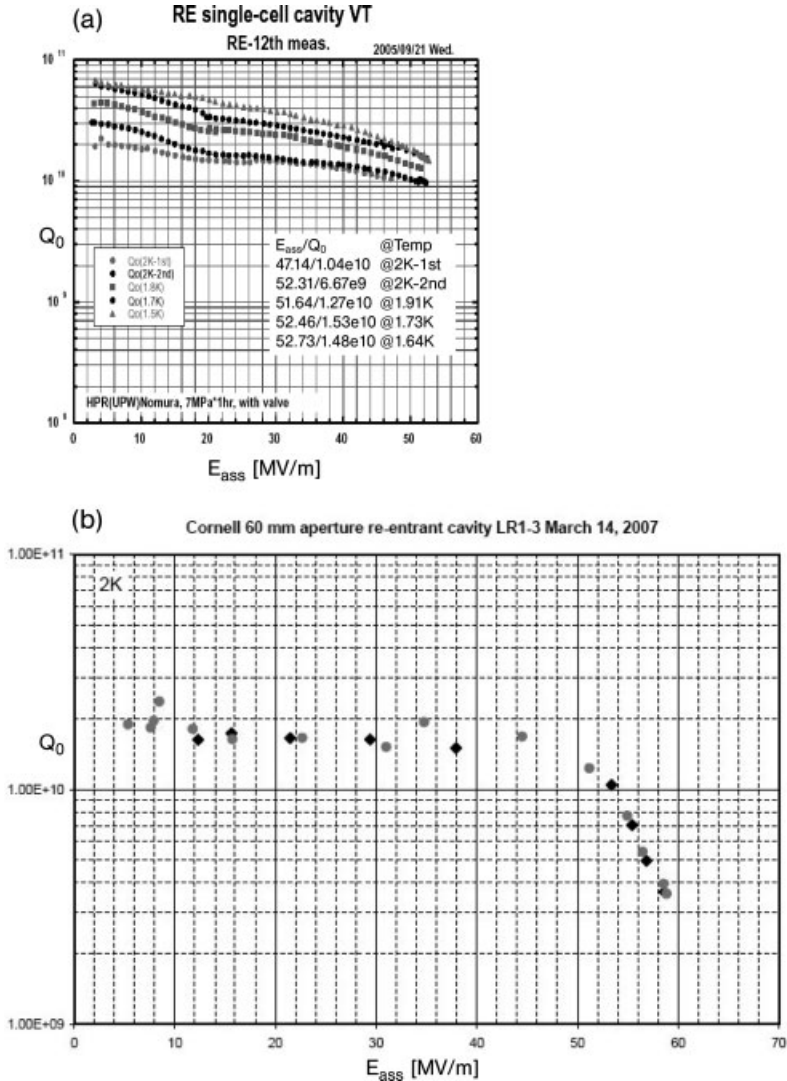 (a)
RE single-cell cavity VT
RE-12th meas.
2005/09/21 Wed.
10 11
10 10
10 9
10 8
Q0
Qo(2K-1st)
Qo(2K-2nd)
Qo(1.8K)
Qo(1.7K)
Qo(1.5K)
Eass/Q0 @Temp
47.14/1.04e10 @2K-1st
52.31/6.67e9 @2K-2nd
51.64/1.27e10 @1.91K
52.46/1.53e10 @1.73K
52.73/1.48e10 @1.64K
HPR(UPW)Nomura, 7MPa*1hr, with valve
0 10 20 30 40 50 60
Eass [MV/m]
(b)
Cornell 60 mm aperture re-entrant cavity LR1-3 March 14, 2007
1.00E+11
2K
Q0
1.00E+10
1.00E+09
0 10 20 30 40 50 60 70
Eass [MV/m]